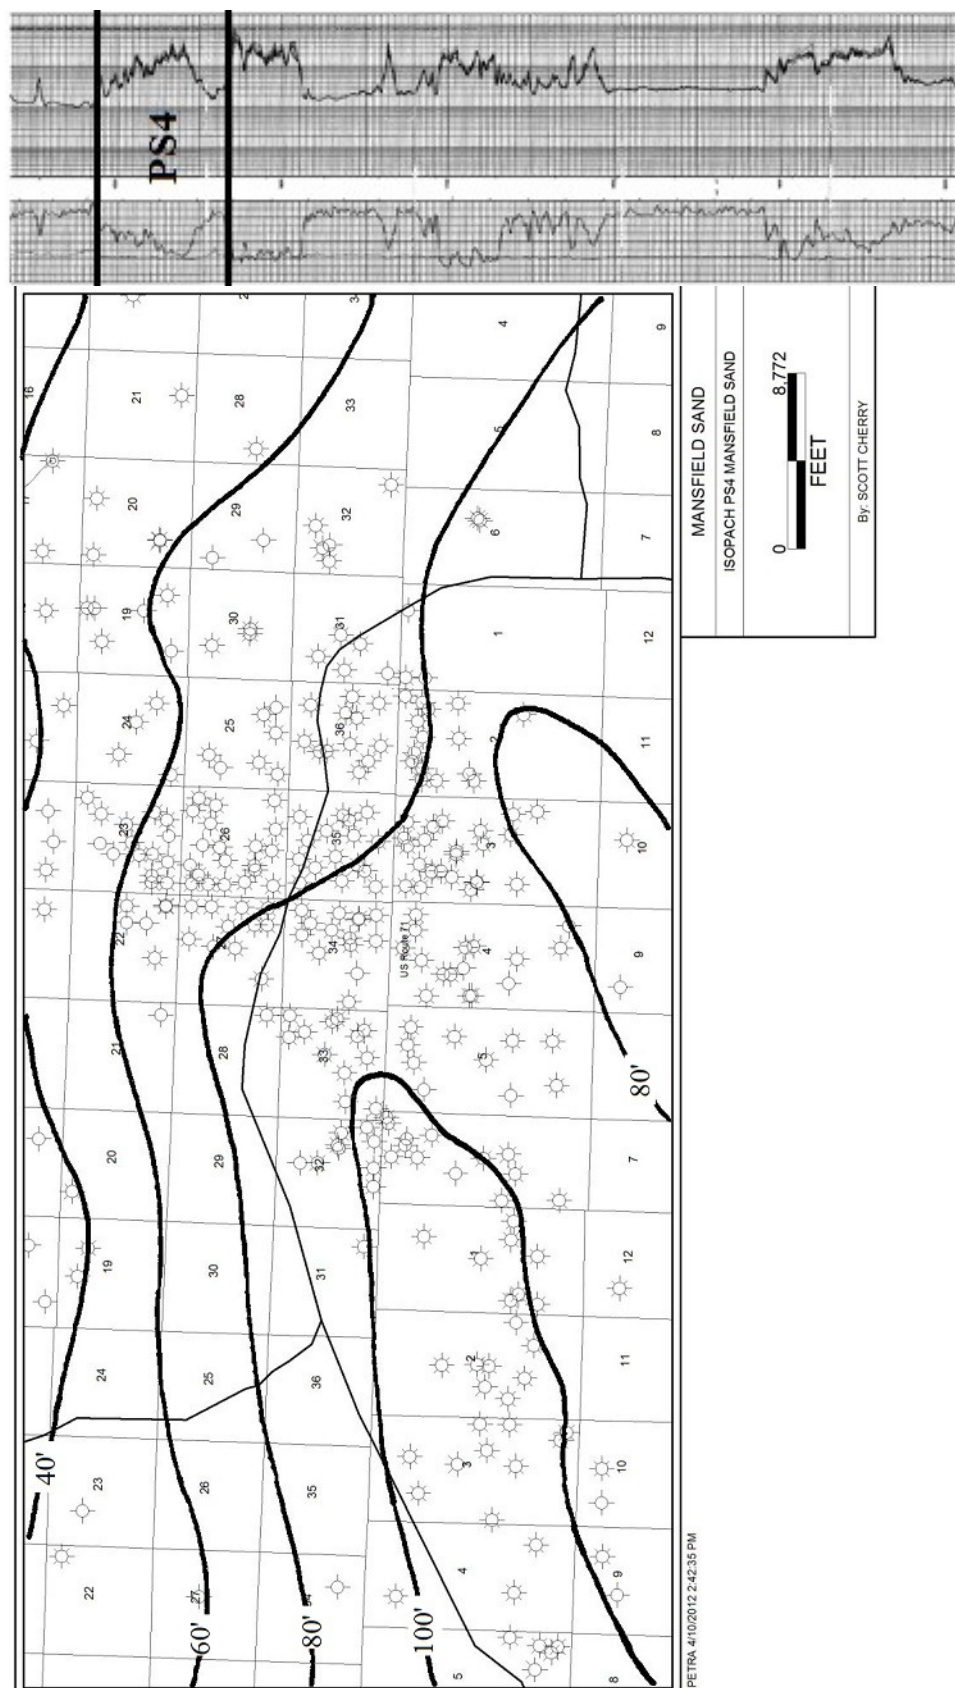 PS4
MANSFIELD SAND
ISOPACH PS4 MANSFIELD SAND
0 8,772
FEET
By: SCOTT CHERRY
16 21 28 33 4 9
20 29 32 5 8
19 30 31 6 7
24 25 36 1 12
23 26 35 2 11
22 27 34 3 10
US Route 71
21 28 33 4 9
20 29 32 5
19 30 31 7
24 25 36 1 12
23 26 35 2 11
22 27 34 3 10
4 9
5 8
80'
40'
60'
80'
100'
PETRA 4/10/2012 2:42:35 PM